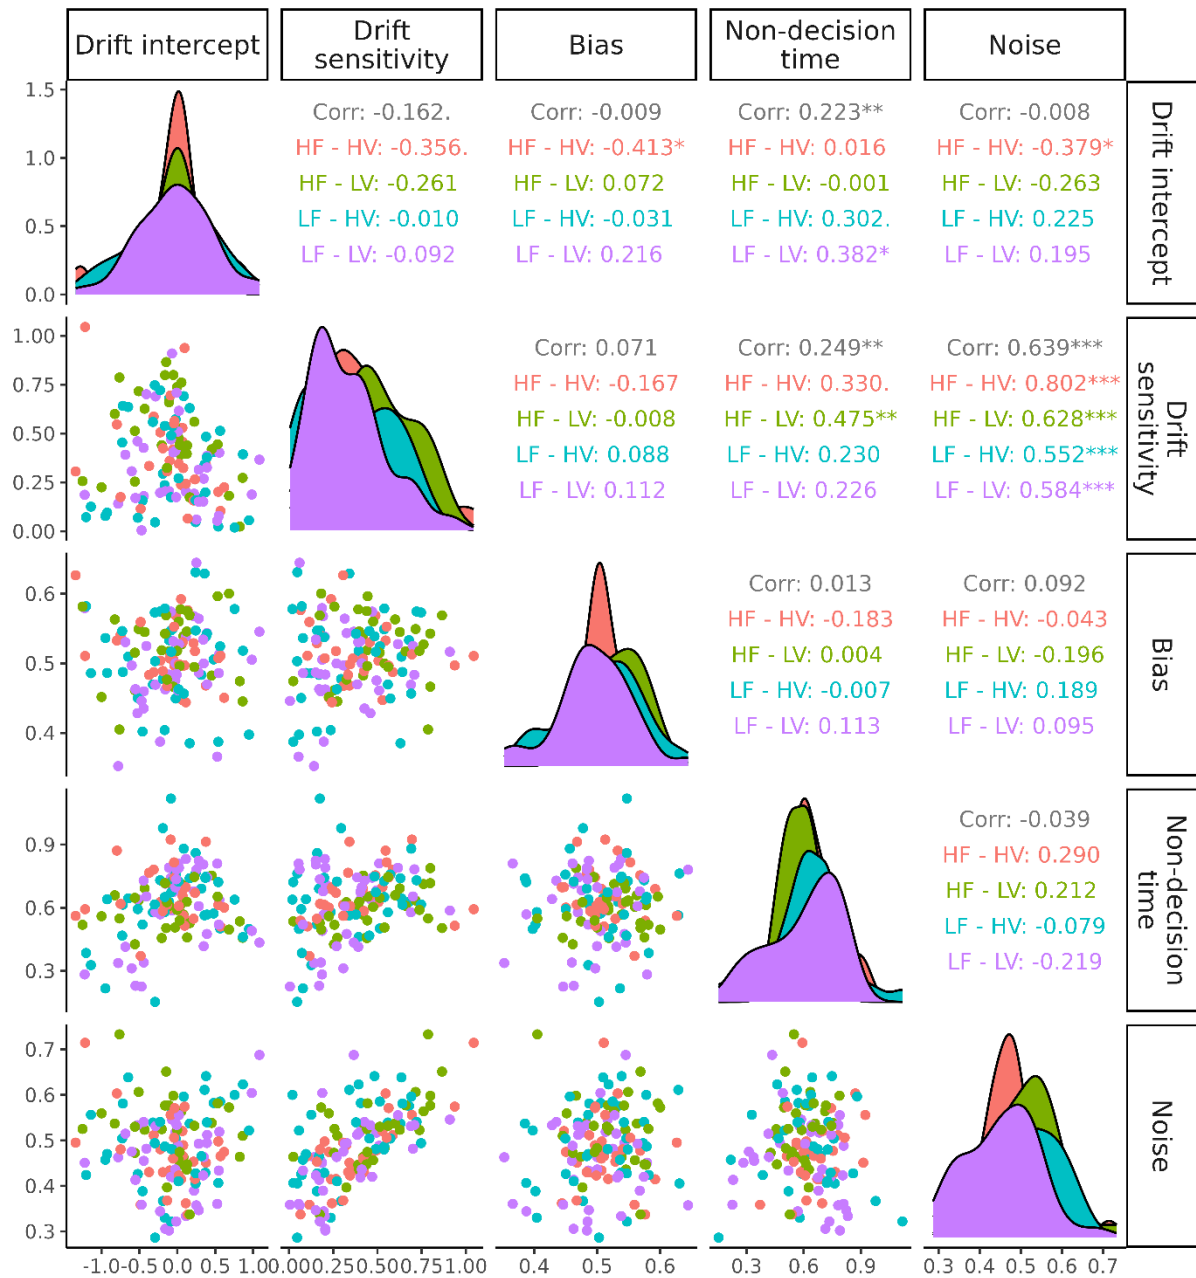 Drift intercept
Drift
sensitivity
Bias
Non-decision
time
Noise
1.5
1.0
0.5
0.0
Corr: -0.162.
HF - HV: -0.356.
HF - LV: -0.261
LF - HV: -0.010
LF - LV: -0.092
Corr: -0.009
HF - HV: -0.413*
HF - LV: 0.072
LF - HV: -0.031
LF - LV: 0.216
Corr: 0.223**
HF - HV: 0.016
HF - LV: -0.001
LF - HV: 0.302.
LF - LV: 0.382*
Corr: -0.008
HF - HV: -0.379*
HF - LV: -0.263
LF - HV: 0.225
LF - LV: 0.195
Drift intercept
1.00
0.75
0.50
0.25
0.00
Corr: 0.071
HF - HV: -0.167
HF - LV: -0.008
LF - HV: 0.088
LF - LV: 0.112
Corr: 0.249**
HF - HV: 0.330.
HF - LV: 0.475**
LF - HV: 0.230
LF - LV: 0.226
Corr: 0.639***
HF - HV: 0.802***
HF - LV: 0.628***
LF - HV: 0.552***
LF - LV: 0.584***
Drift
sensitivity
0.6
0.5
0.4
Corr: 0.013
HF - HV: -0.183
HF - LV: 0.004
LF - HV: -0.007
LF - LV: 0.113
Corr: 0.092
HF - HV: -0.043
HF - LV: -0.196
LF - HV: 0.189
LF - LV: 0.095
Bias
0.9
0.6
0.3
Corr: -0.039
HF - HV: 0.290
HF - LV: 0.212
LF - HV: -0.079
LF - LV: -0.219
Non-decision
time
0.7
0.6
0.5
0.4
0.3
Noise
-1.0 -0.5 0.0 0.5 1.0
0.00 0.25 0.50 0.75 1.00
0.4 0.5 0.6
0.3 0.6 0.9
0.3 0.4 0.5 0.6 0.7